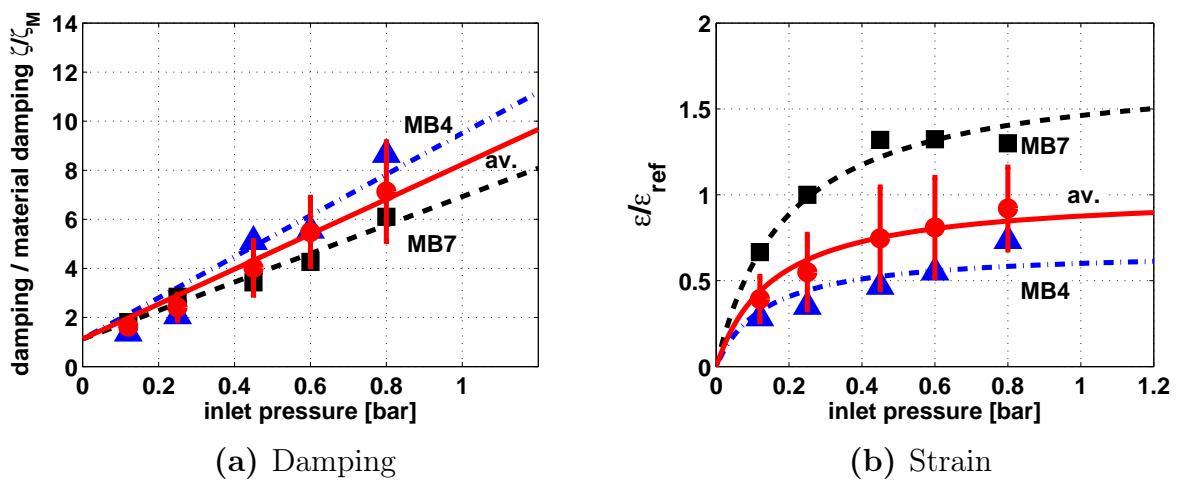 damping / material damping ζ/ζM
14
12
10
8
6
4
2
0
0 0.2 0.4 0.6 0.8 1
inlet pressure [bar]
MB4
av.
MB7
(a) Damping
ε/εref
2
1.5
1
0.5
0
0 0.2 0.4 0.6 0.8 1 1.2
inlet pressure [bar]
MB7
av.
MB4
(b) Strain